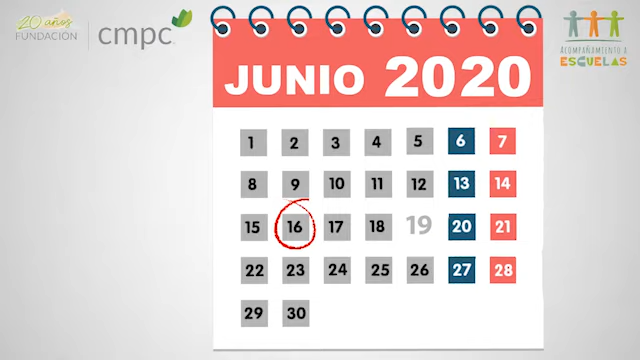 20 años
FUNDACIÓN
cmpc
ACOMPAÑAMIENTO A
ESCUELAS
JUNIO 2020
1 2 3 4 5 6 7
8 9 10 11 12 13 14
15 16 17 18 19 20 21
22 23 24 25 26 27 28
29 30